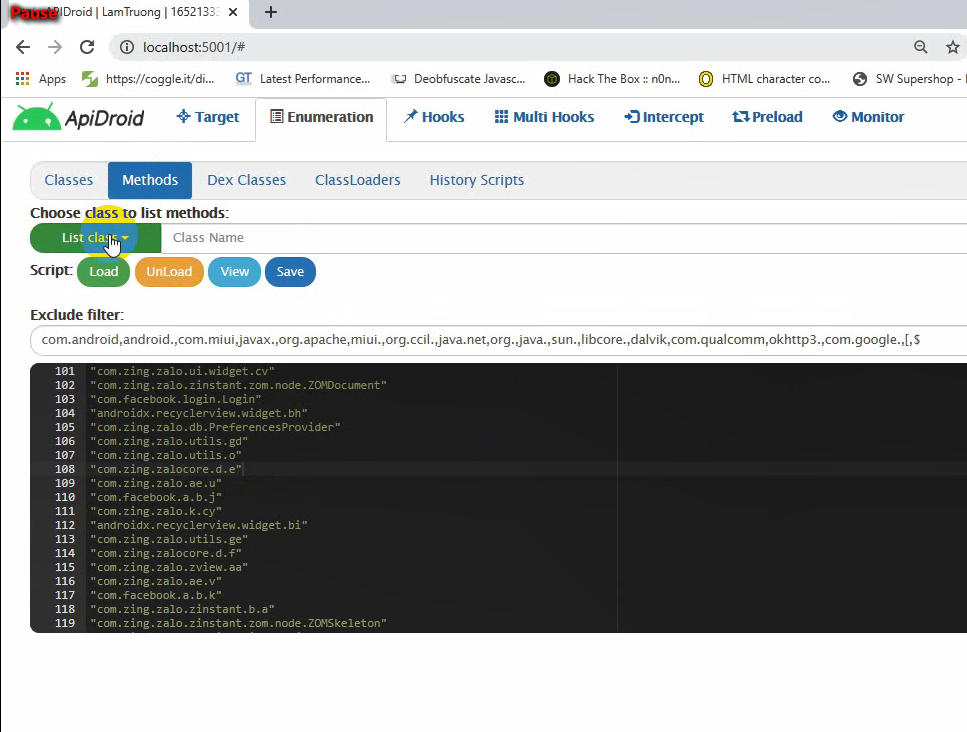 Pause APIDroid | LamTruong | 1652133
localhost:5001/#
Apps https://coggle.it/di... GT Latest Performance... Deobfuscate Javasc... Hack The Box :: n0n... HTML character co... SW Supershop -
ApiDroid Target Enumeration Hooks Multi Hooks Intercept Preload Monitor
Classes Methods Dex Classes ClassLoaders History Scripts
Choose class to list methods:
List class Class Name
Script: Load UnLoad View Save
Exclude filter:
com.android,android.,com.miui,javax.,org.apache,miui.,org.ccil.,java.net,org.,java.,sun.,libcore.,dalvik,com.qualcomm,okhttp3.,com.google.,[,$
101 "com.zing.zalo.ui.widget.cv"
102 "com.zing.zalo.zinstant.zom.node.ZOMDocument"
103 "com.facebook.login.Login"
104 "androidx.recyclerview.widget.bh"
105 "com.zing.zalo.db.PreferencesProvider"
106 "com.zing.zalo.utils.gd"
107 "com.zing.zalo.utils.o"
108 "com.zing.zalocore.d.e"
109 "com.zing.zalo.ae.u"
110 "com.facebook.a.b.j"
111 "com.zing.zalo.k.cy"
112 "androidx.recyclerview.widget.bi"
113 "com.zing.zalo.utils.ge"
114 "com.zing.zalocore.d.f"
115 "com.zing.zalo.zview.aa"
116 "com.zing.zalo.ae.v"
117 "com.facebook.a.b.k"
118 "com.zing.zalo.zinstant.b.a"
119 "com.zing.zalo.zinstant.zom.node.ZOMSkeleton"